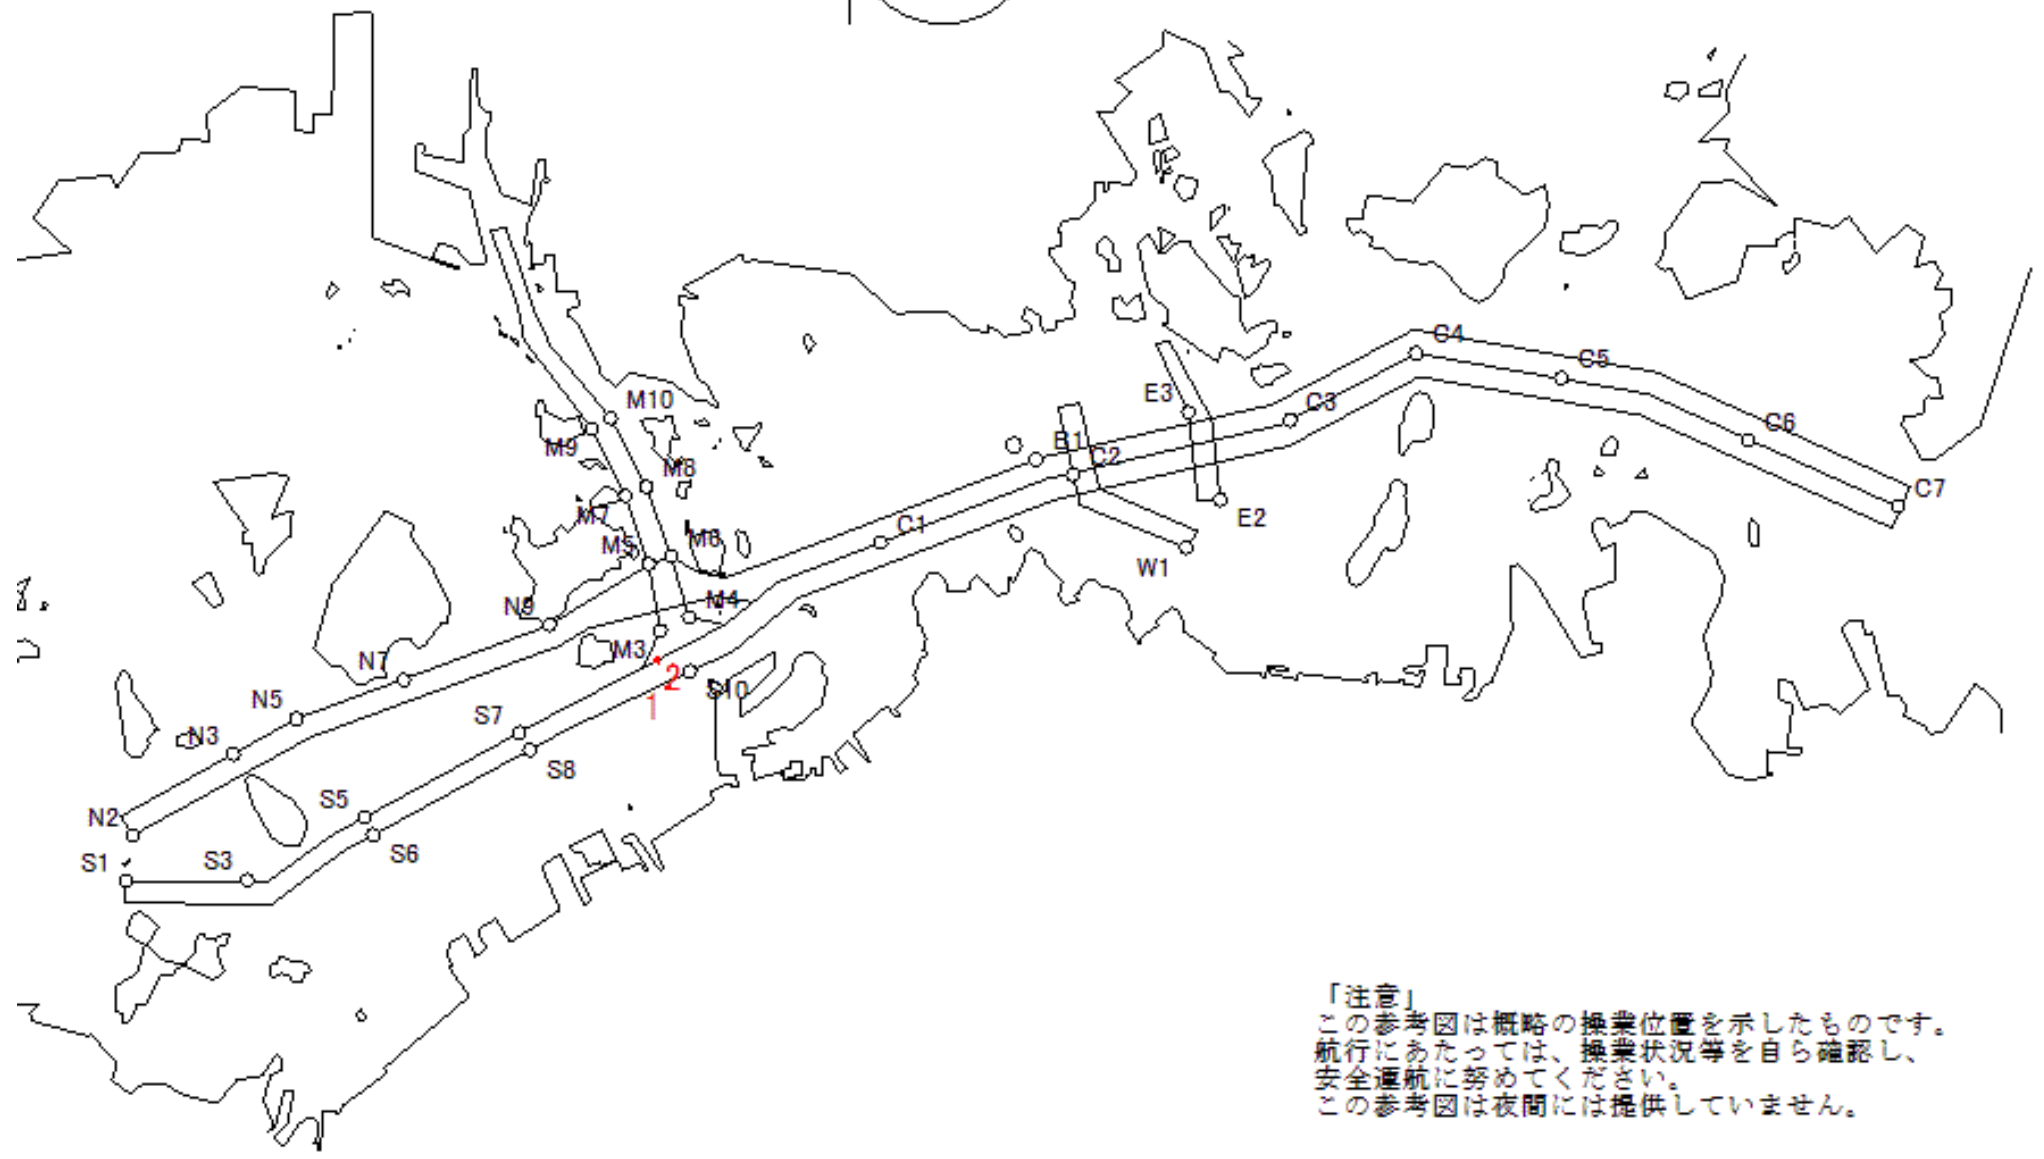 C4
C5
M10
E3
C3
C6
M9
B1
C2
M8
C7
M7
E2
C1
M5
M6
W1
N9
M4
N7
M3
2
S10
N5
1
S7
N3
S8
S5
N2
S6
S1
S3
「注意」
この参考図は概略の操業位置を示したものです。
航行にあたっては、操業状況等を自ら確認し、
安全運航に努めてください。
この参考図は夜間には提供していません。